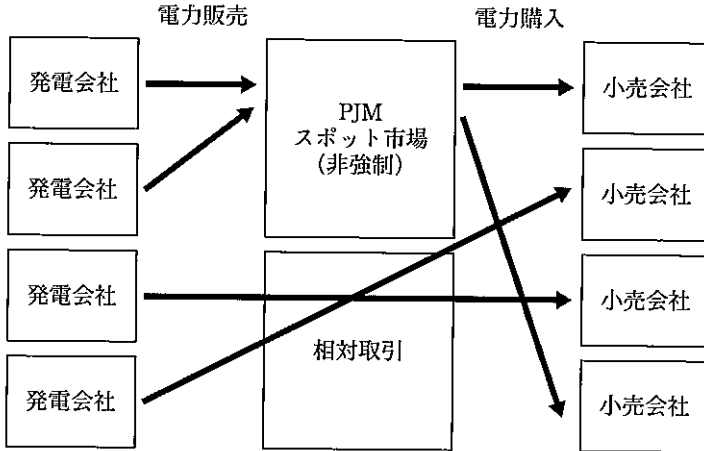 電力販売
電力購入
発電会社
発電会社
発電会社
発電会社
PJM
スポット市場
(非強制)
相対取引
小売会社
小売会社
小売会社
小売会社